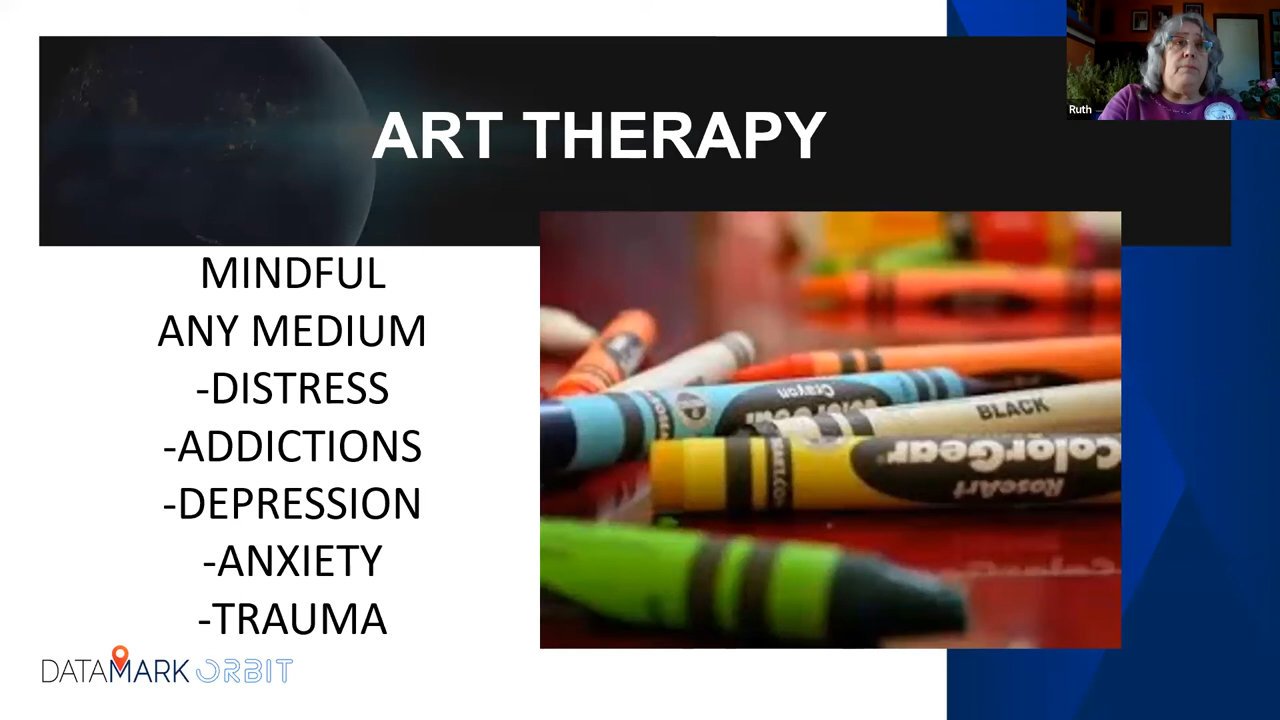 ART THERAPY
Ruth
MINDFUL
ANY MEDIUM
-DISTRESS
-ADDICTIONS
-DEPRESSION
-ANXIETY
-TRAUMA
Crayon
BLACK
ColorGear
RoseArt
DATAMARK ORBIT